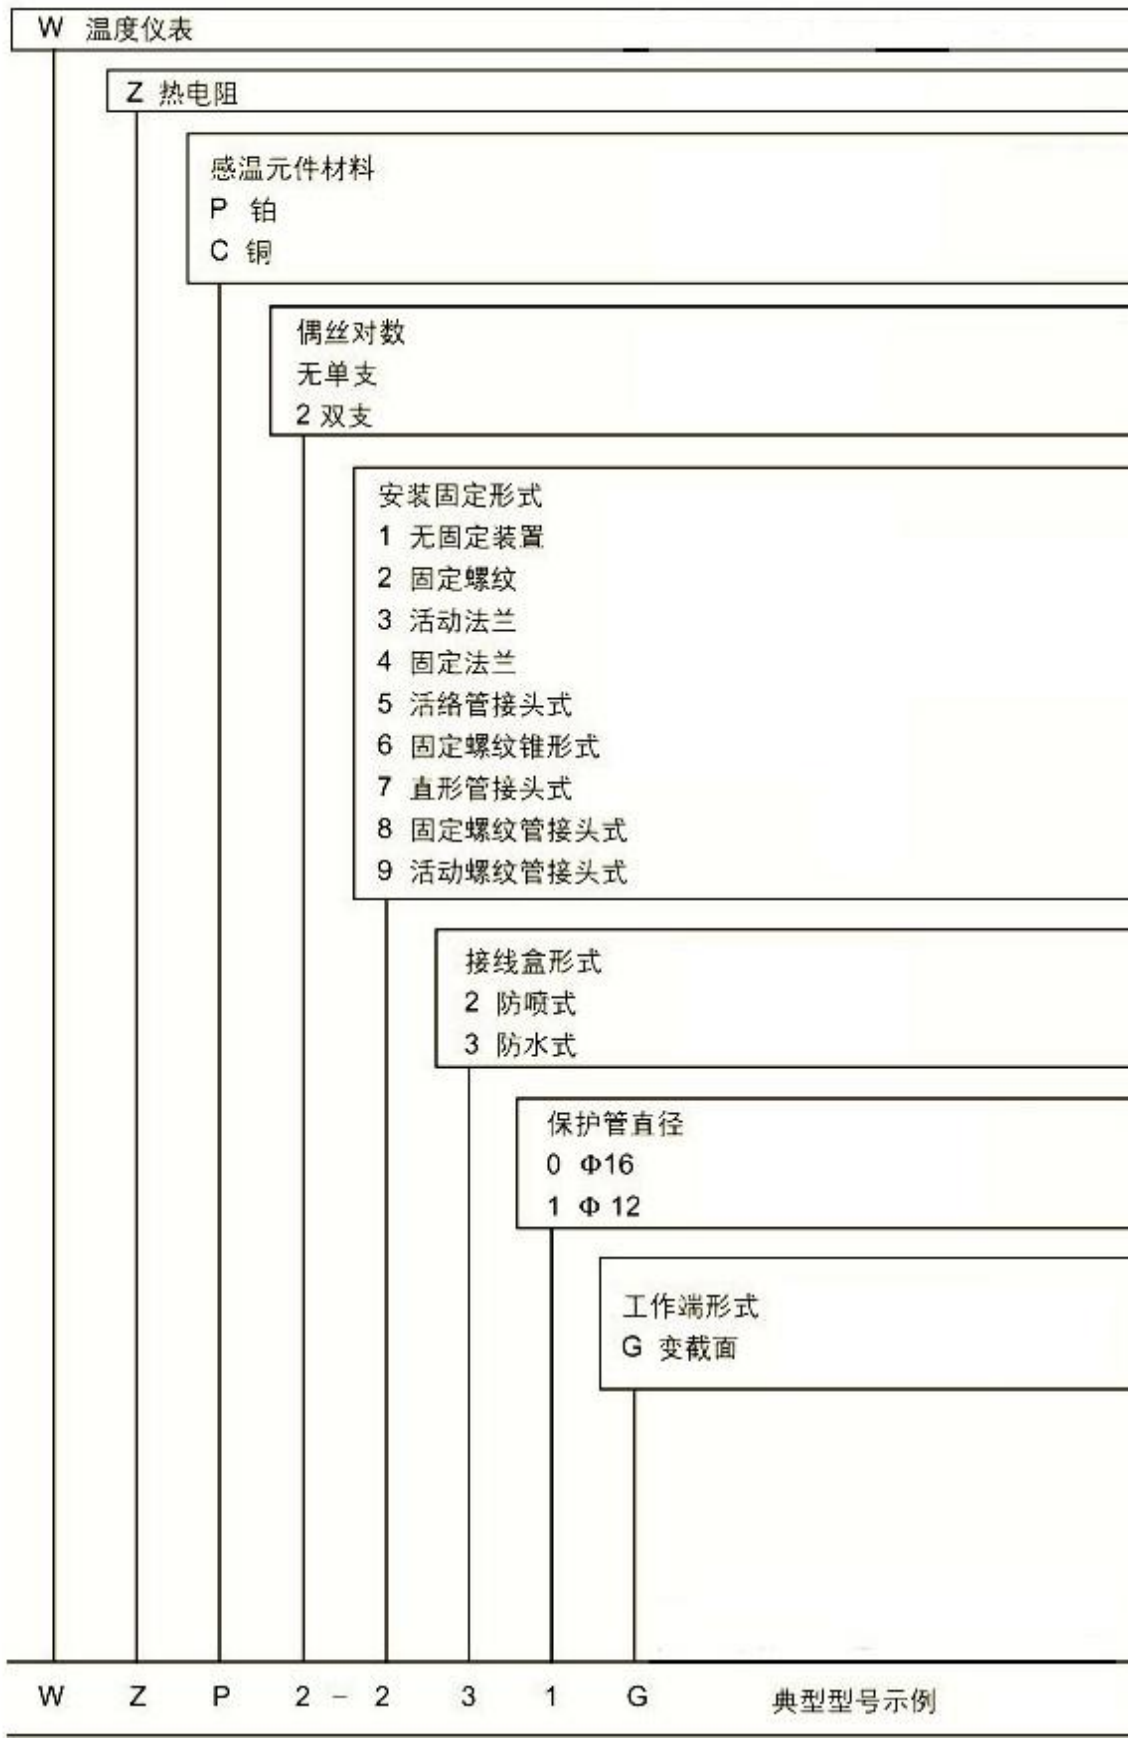 W 温度仪表
Z 热电阻
感温元件材料
P 铂
C 铜
偶丝对数
无单支
2 双支
安装固定形式
1 无固定装置
2 固定螺纹
3 活动法兰
4 固定法兰
5 活络管接头式
6 固定螺纹锥形式
7 直形管接头式
8 固定螺纹管接头式
9 活动螺纹管接头式
接线盒形式
2 防喷式
3 防水式
保护管直径
0 Φ16
1 Φ 12
工作端形式
G 变截面
W Z P 2 – 2 3 1 G 典型型号示例